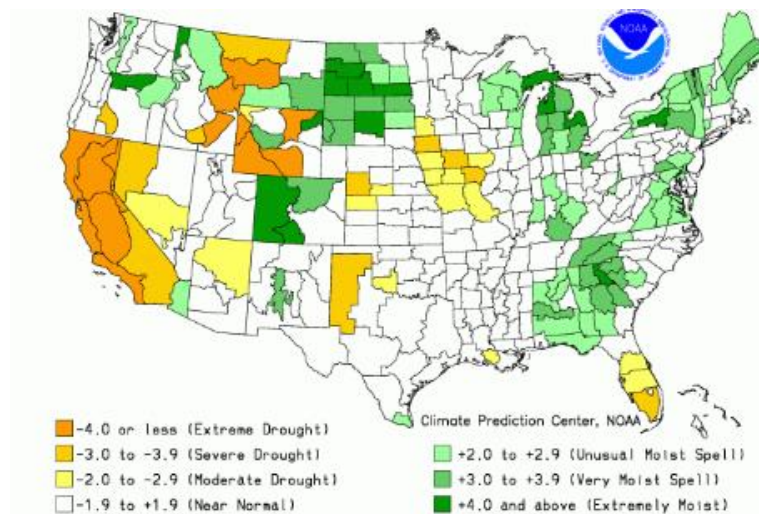 NOAA
Climate Prediction Center, NOAA
-4.0 or less (Extreme Drought)
-3.0 to -3.9 (Severe Drought)
-2.0 to -2.9 (Moderate Drought)
-1.9 to +1.9 (Near Normal)
+2.0 to +2.9 (Unusual Moist Spell)
+3.0 to +3.9 (Very Moist Spell)
+4.0 and above (Extremely Moist)